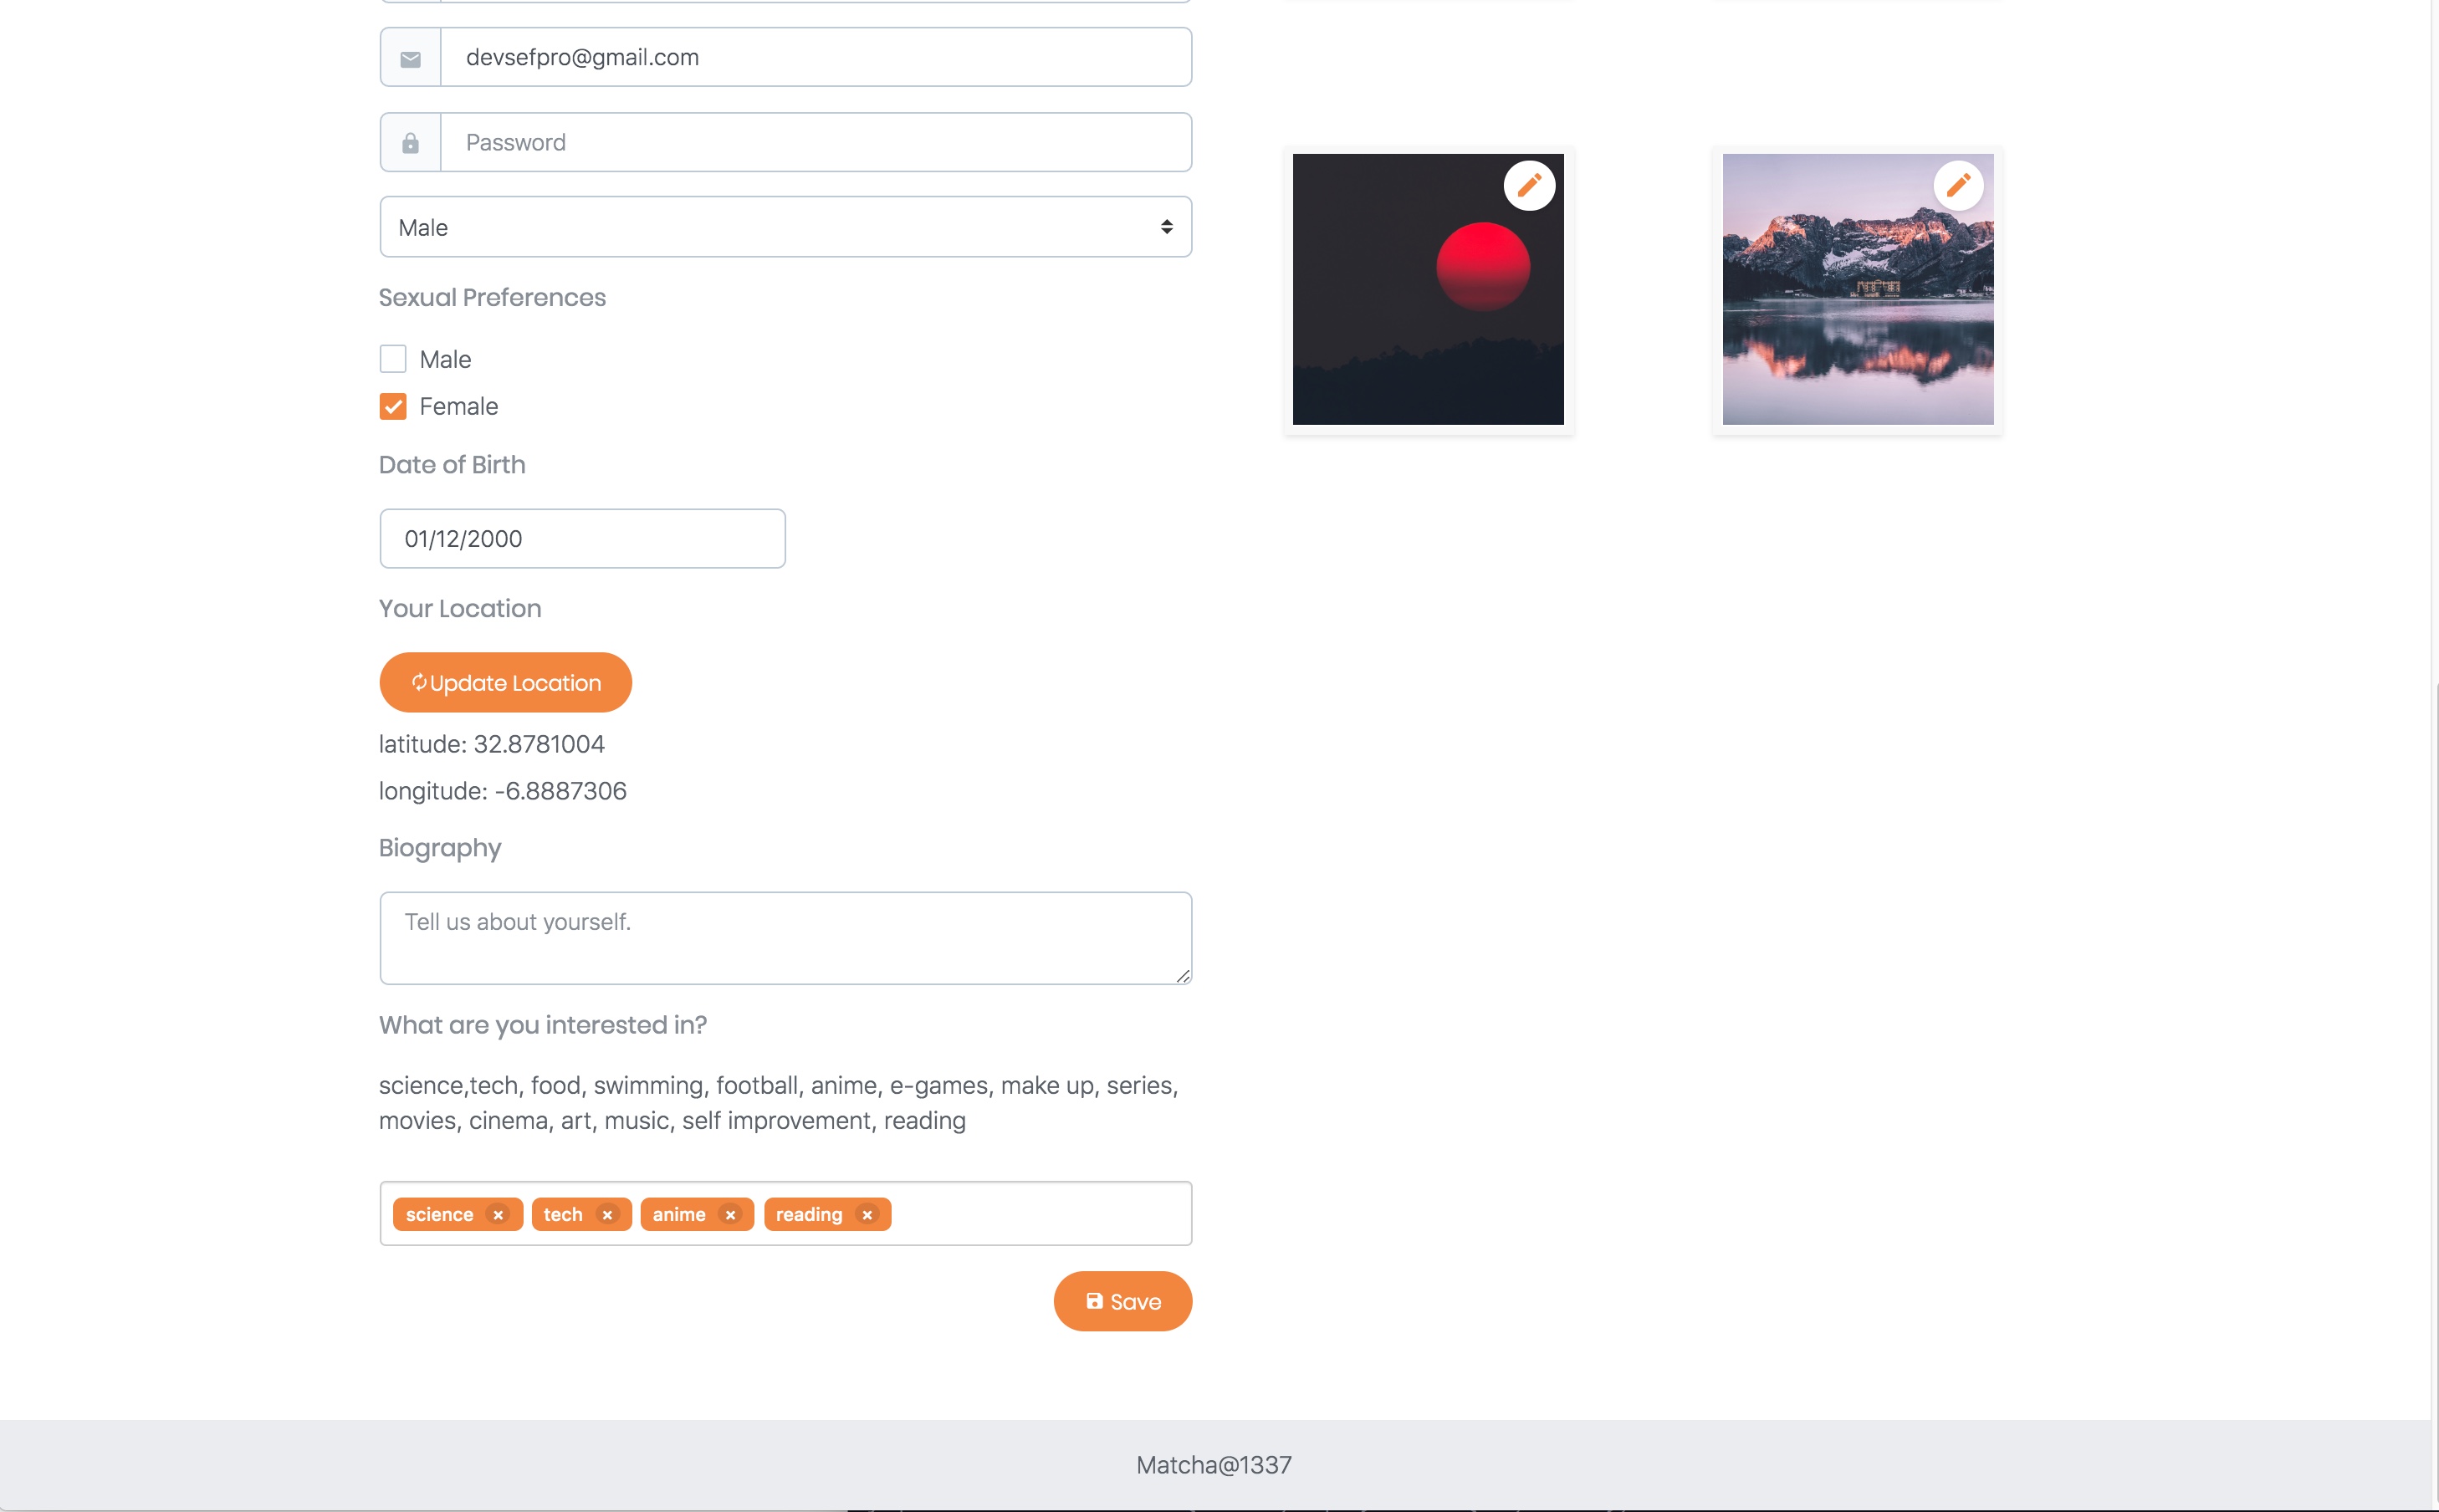 devsefpro@gmail.com
Password
Male
Sexual Preferences
Male
Female
Date of Birth
01/12/2000
Your Location
Update Location
latitude: 32.8781004
longitude: -6.8887306
Biography
Tell us about yourself.
What are you interested in?
science,tech, food, swimming, football, anime, e-games, make up, series,
movies, cinema, art, music, self improvement, reading
science × tech × anime × reading ×
Save
Matcha@1337